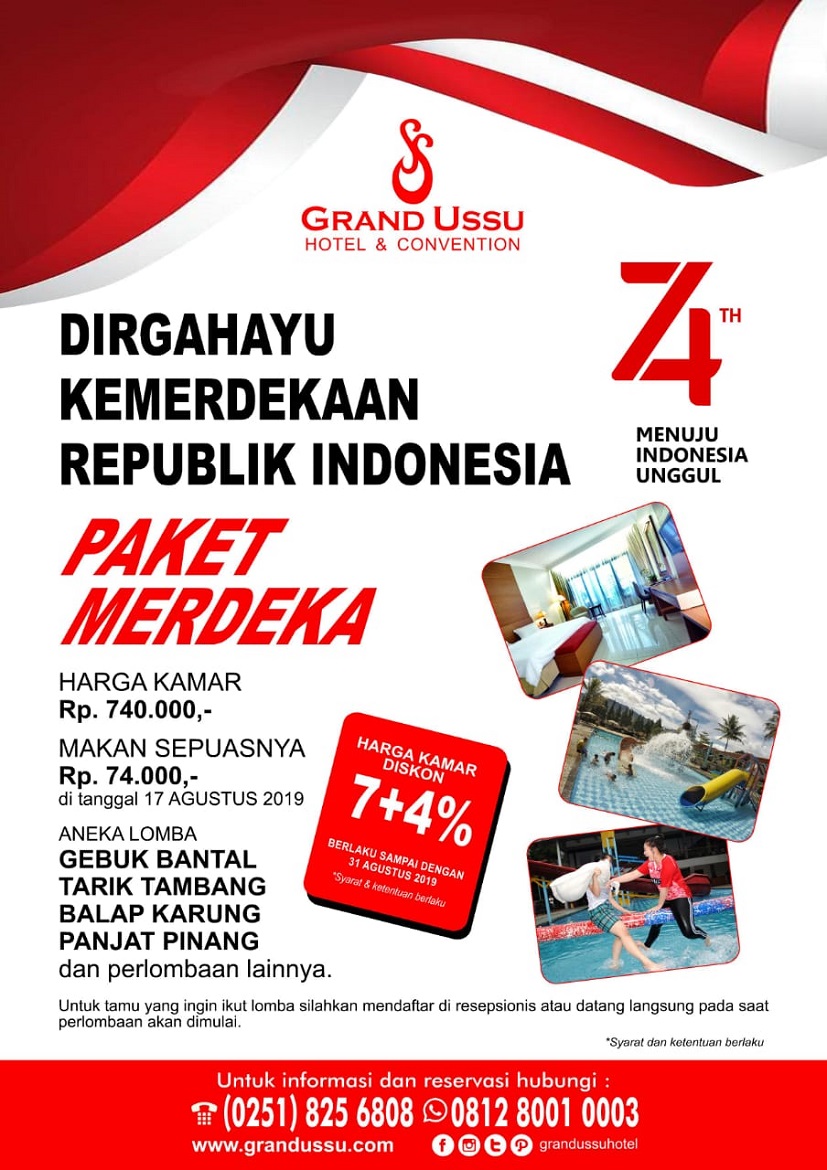 GRAND USSU
HOTEL & CONVENTION
74TH
MENUJU
INDONESIA
UNGGUL
DIRGAHAYU
KEMERDEKAAN
REPUBLIK INDONESIA
PAKET
MERDEKA
HARGA KAMAR
Rp. 740.000,-
MAKAN SEPUASNYA
Rp. 74.000,-
di tanggal 17 AGUSTUS 2019
ANEKA LOMBA
GEBUK BANTAL
TARIK TAMBANG
BALAP KARUNG
PANJAT PINANG
dan perlombaan lainnya.
HARGA KAMAR
DISKON
7+4%
BERLAKU SAMPAI DENGAN
31 AGUSTUS 2019
*Syarat & ketentuan berlaku
Untuk tamu yang ingin ikut lomba silahkan mendaftar di resepsionis atau datang langsung pada saat
perlombaan akan dimulai.
*Syarat dan ketentuan berlaku
Untuk informasi dan reservasi hubungi :
(0251) 825 6808 0812 8001 0003
www.grandussu.com grandussuhotel